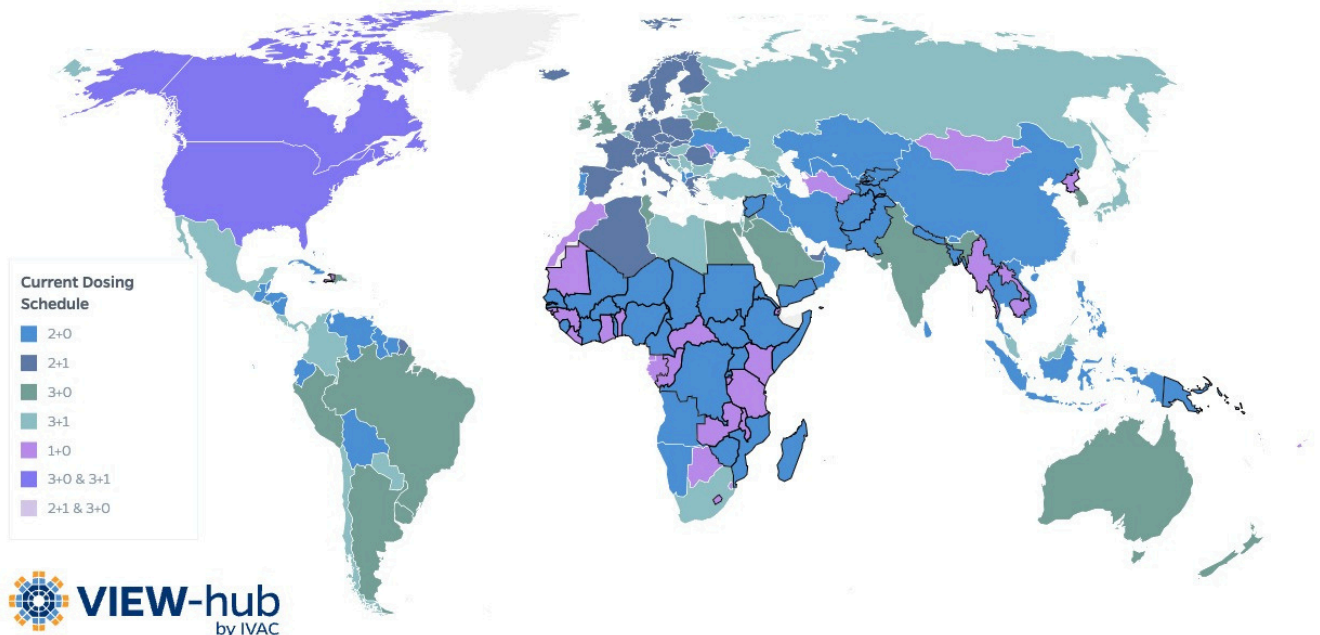 Current Dosing
Schedule
2+0
2+1
3+0
3+1
1+0
3+0 & 3+1
2+1 & 3+0
VIEW-hub
by IVAC